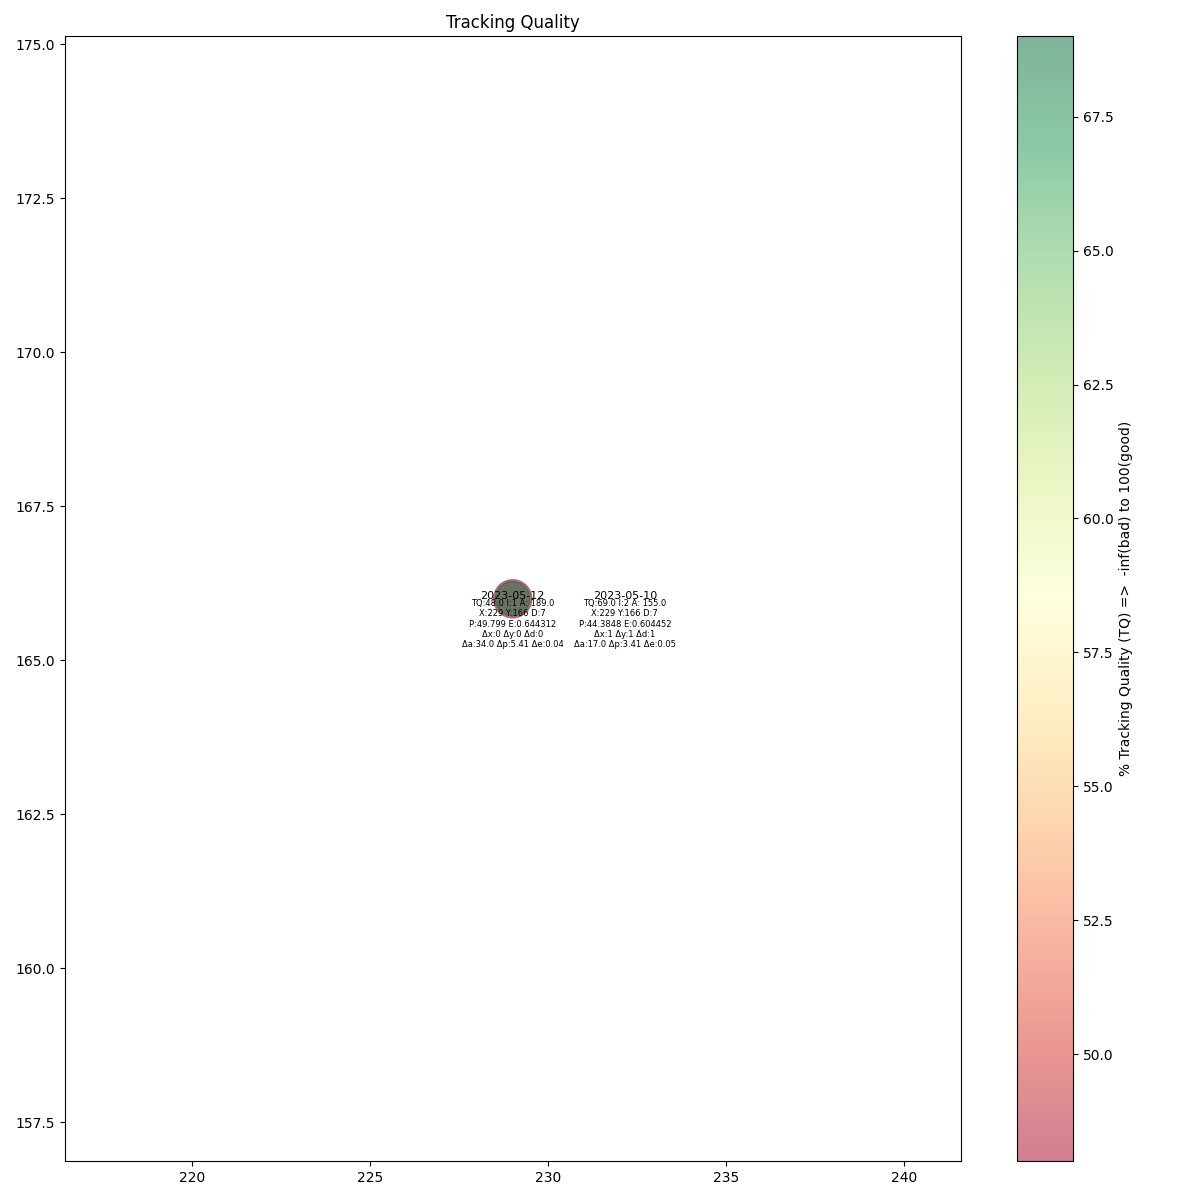 Tracking Quality
175.0
172.5
170.0
167.5
165.0
162.5
160.0
157.5
220
225
230
235
240
2023-05-12
TQ:48.0 I:1 A: 189.0
X:229 Y:166 D:7
P:49.799 E:0.644312
Δx:0 Δy:0 Δd:0
Δa:34.0 Δp:5.41 Δe:0.04
2023-05-10
TQ:69.0 I:2 A: 155.0
X:229 Y:166 D:7
P:44.3848 E:0.604452
Δx:1 Δy:1 Δd:1
Δa:17.0 Δp:3.41 Δe:0.05
67.5
65.0
62.5
60.0
57.5
55.0
52.5
50.0
% Tracking Quality (TQ) => -inf(bad) to 100(good)